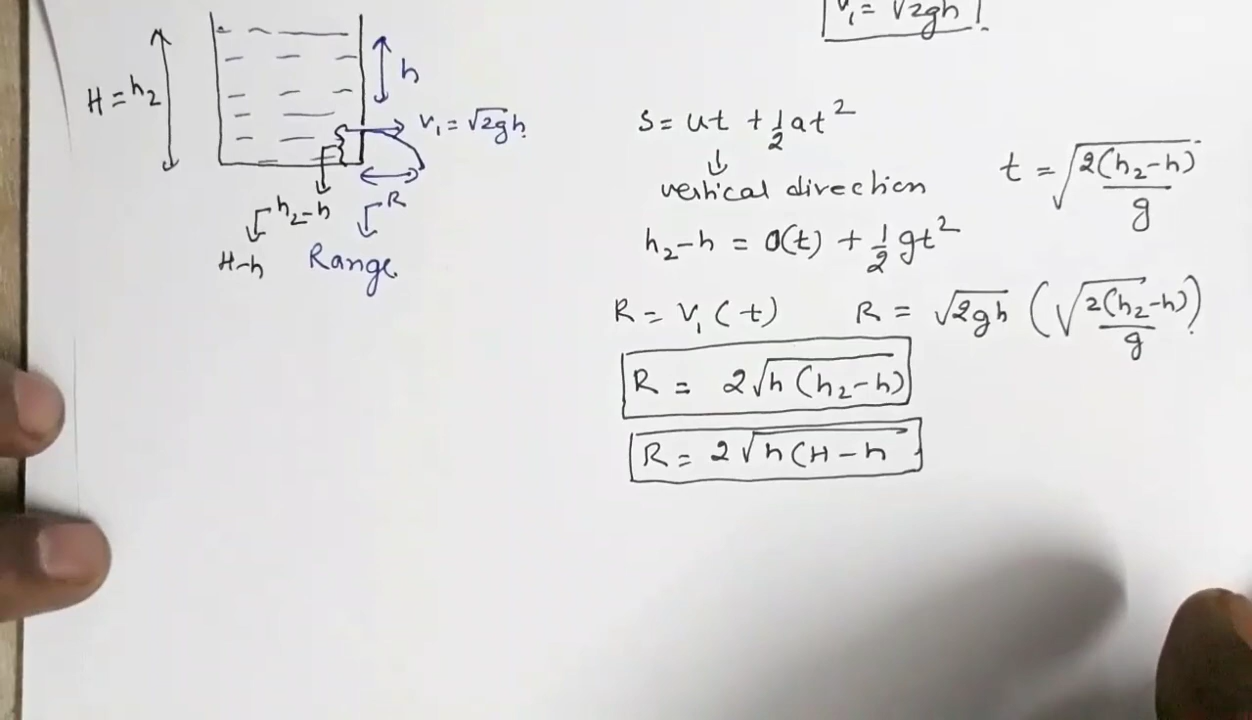 v₁ = √2gh
H = h₂
h
v₁ = √2gh
h₂-h
R
H-h
Range
S = ut + ½at²
vertical direction
t = √2(h₂-h)/g
h₂-h = 0(t) + ½gt²
R = v₁(t) R = √2gh (√2(h₂-h)/g)
R = 2√h(h₂-h)
R = 2√h(H-h